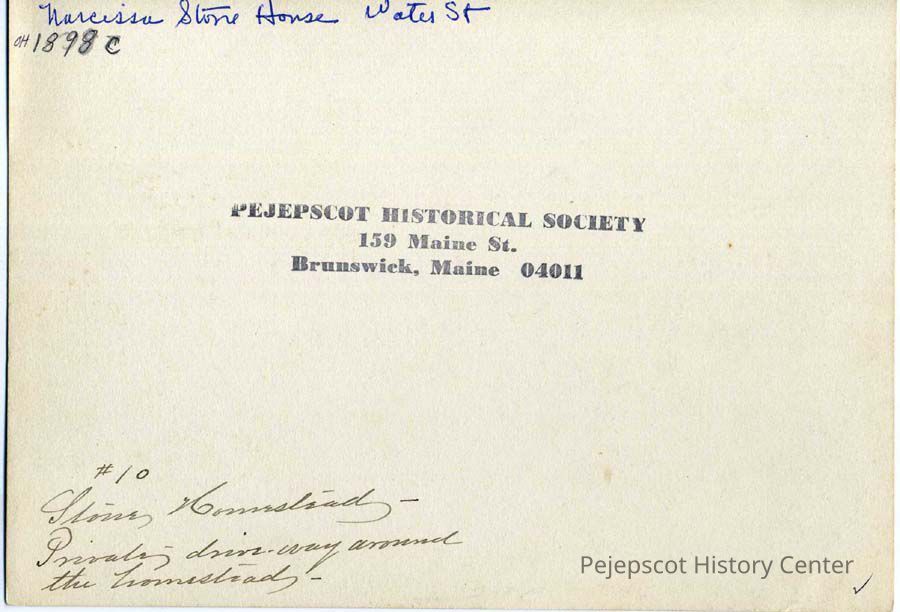 Narcissa Stone House Water St
OH 1898 C
PEJEPSCOT HISTORICAL SOCIETY
159 Maine St.
Brunswick, Maine 04011
#10
Stone Homestead -
Private drive-way around
the homestead -
Pejepscot History Center